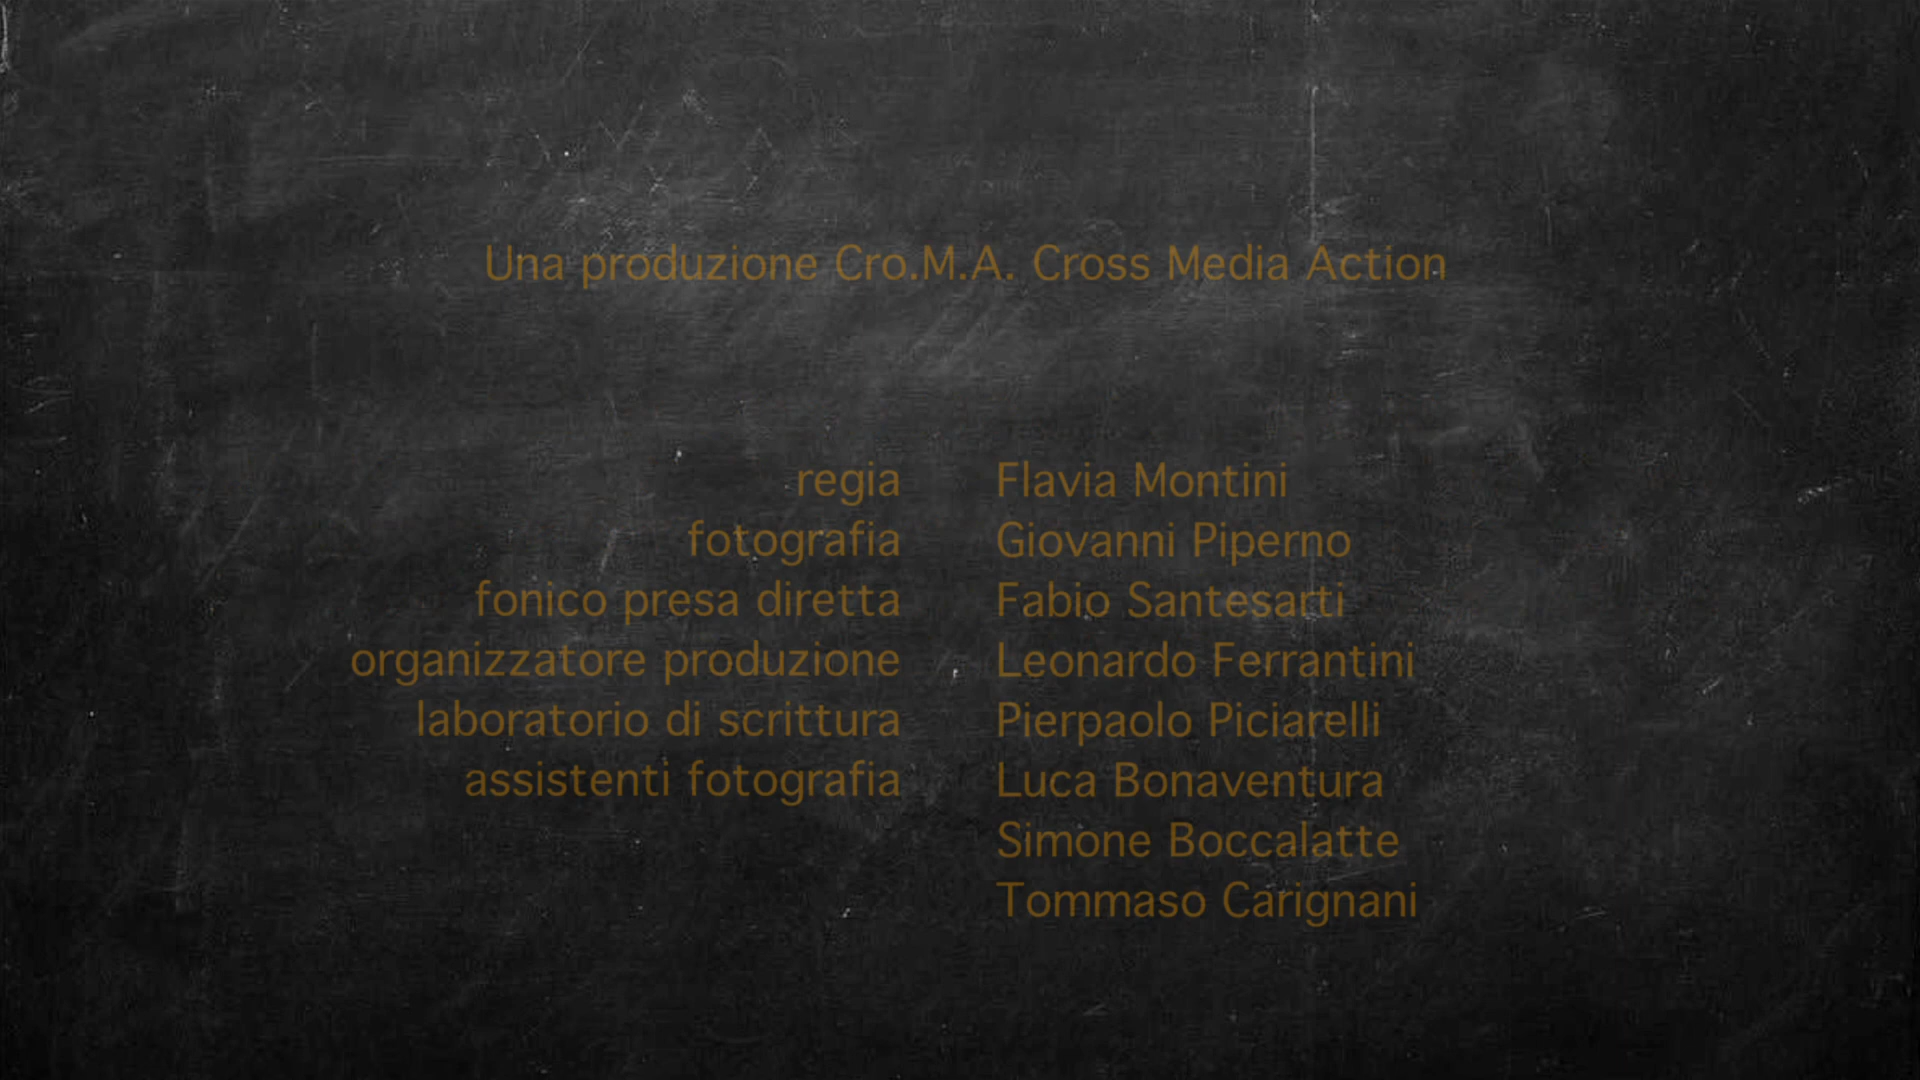 Una produzione Cro.M.A. Cross Media Action
regia Flavia Montini
fotografia Giovanni Piperno
fonico presa diretta Fabio Santesarti
organizzatore produzione Leonardo Ferrantini
laboratorio di scrittura Pierpaolo Piciarelli
assistenti fotografia Luca Bonaventura
Simone Boccalatte
Tommaso Carignani